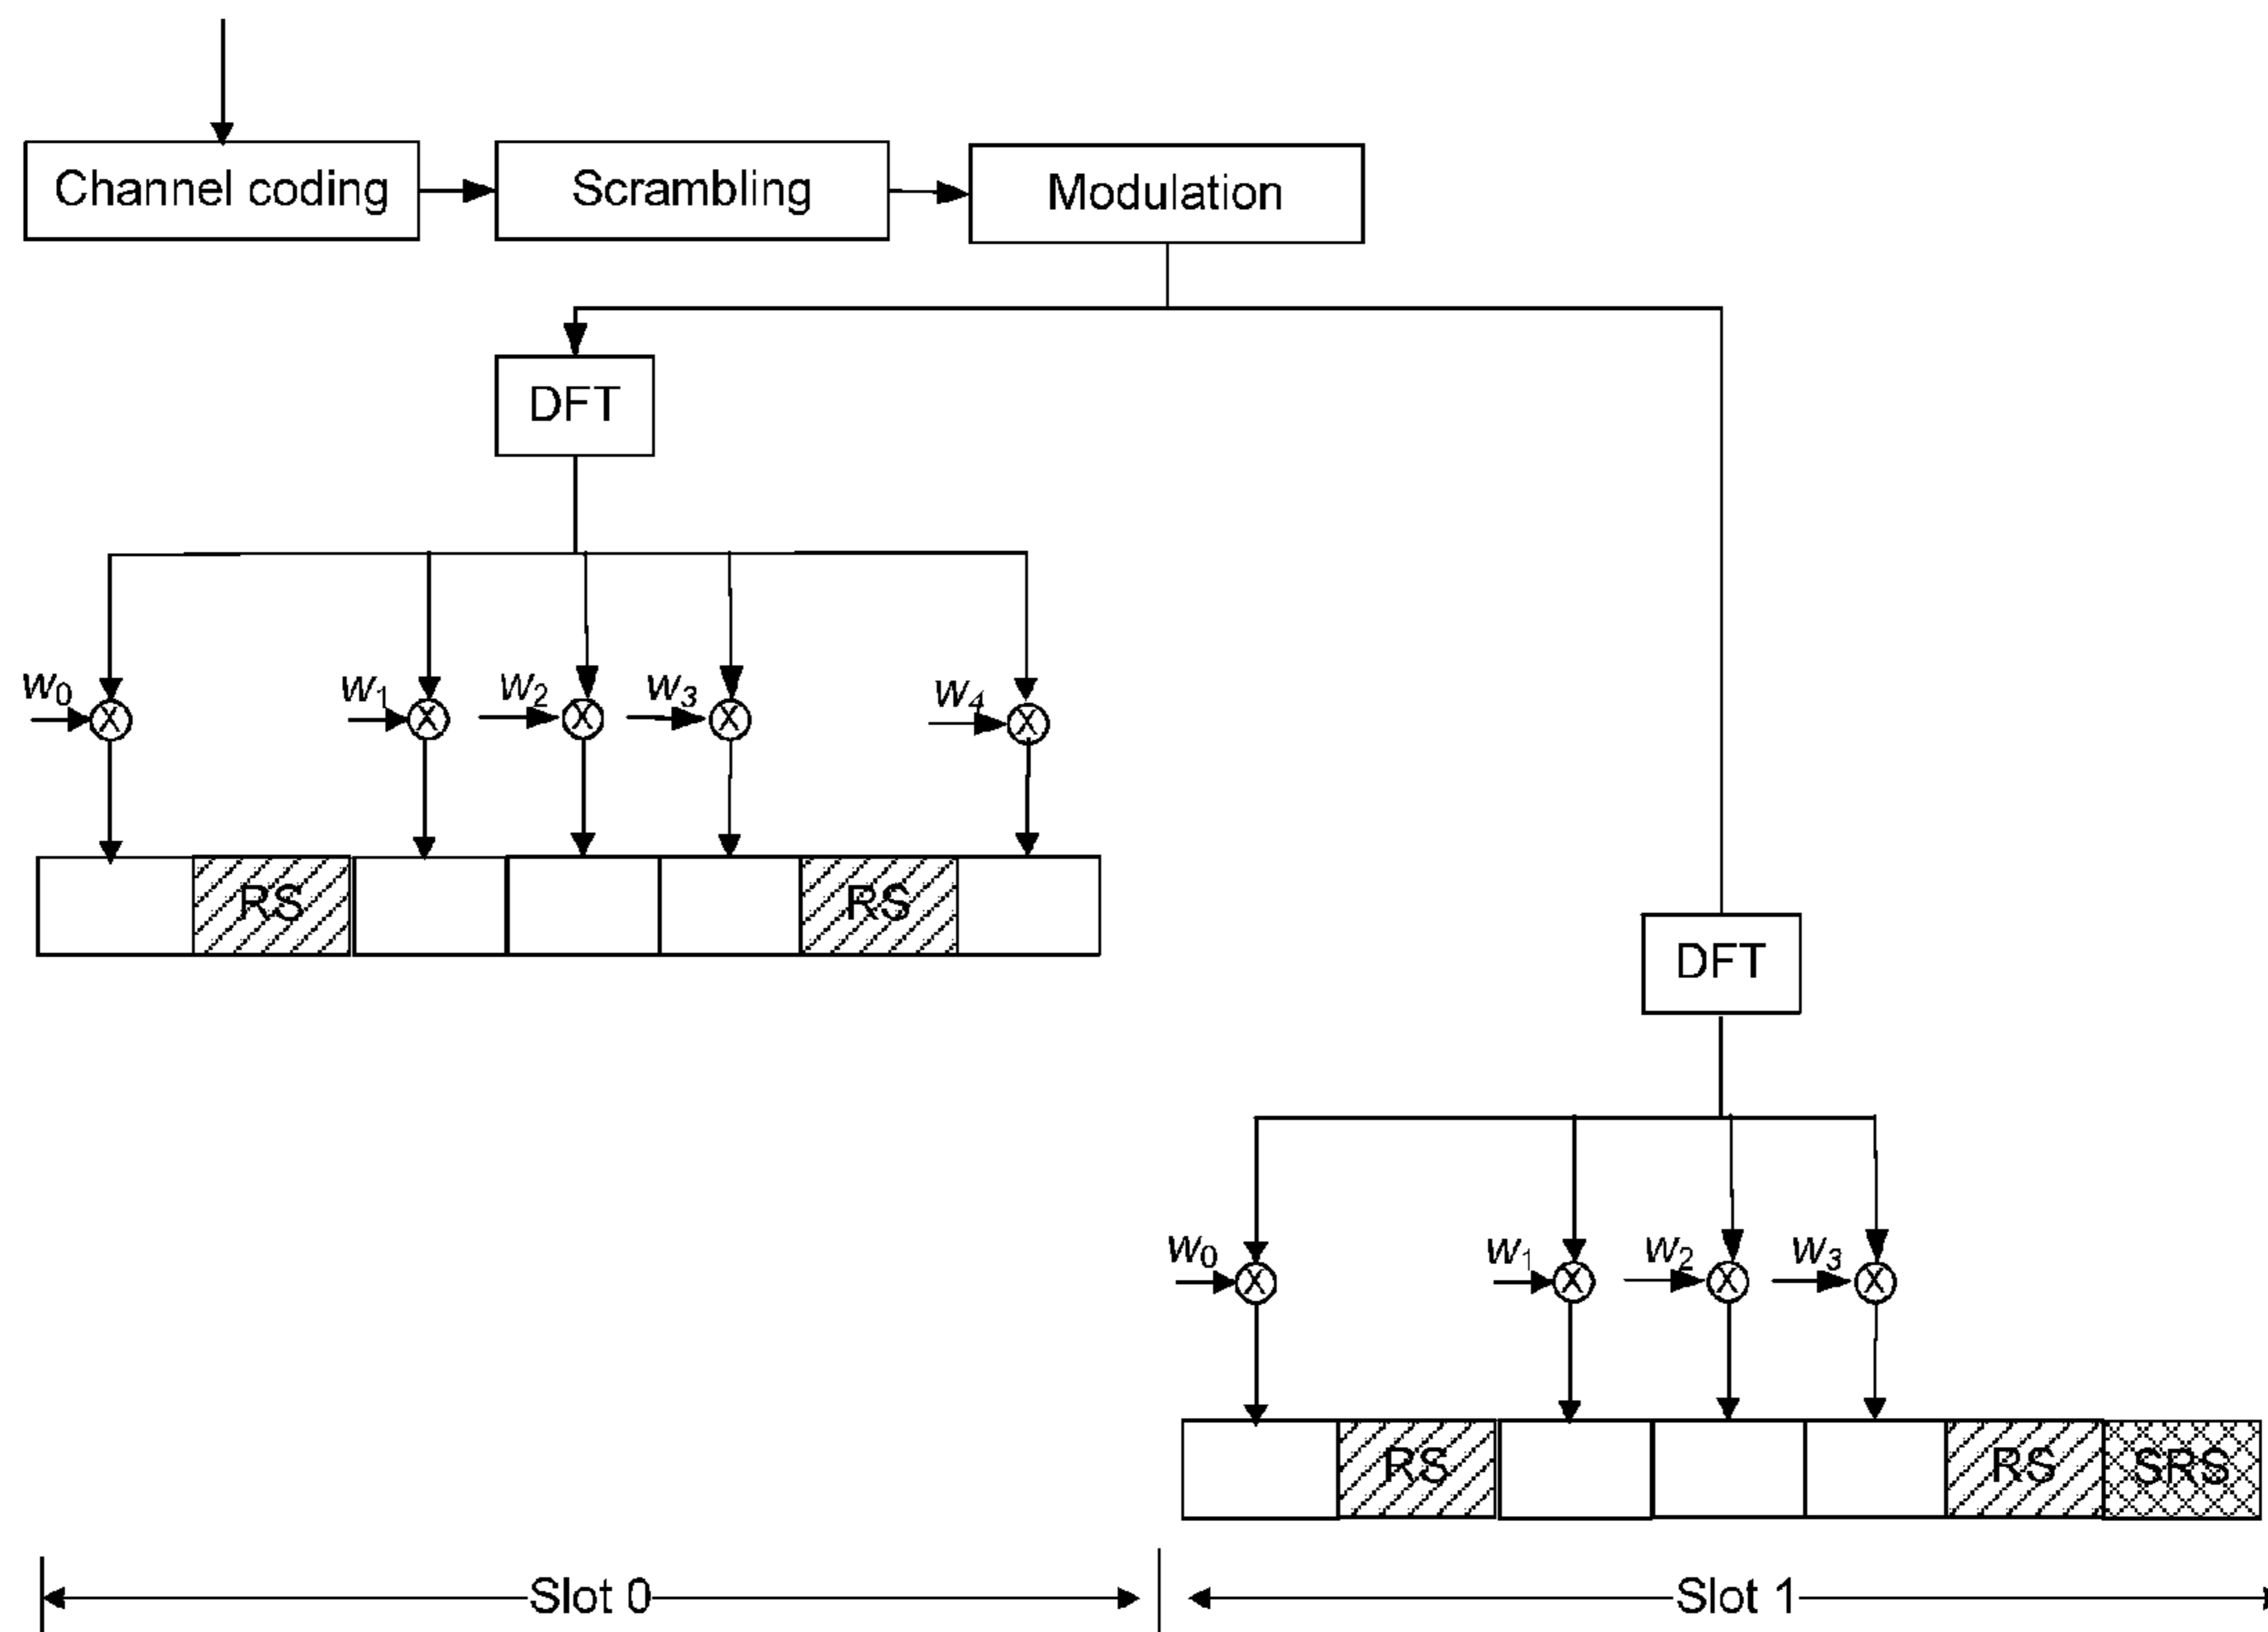 Channel coding
Scrambling
Modulation
DFT
w0
w1
w2
w3
w4
X
X
X
X
X
RS
RS
DFT
w0
w1
w2
w3
X
X
X
X
RS
RS
SRS
Slot 0
Slot 1